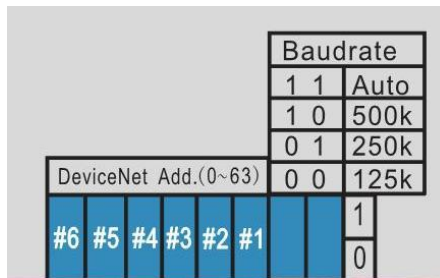 Baudrate
1 1 Auto
1 0 500k
0 1 250k
DeviceNet Add.(0~63) 0 0 125k
#6 #5 #4 #3 #2 #1 1
0